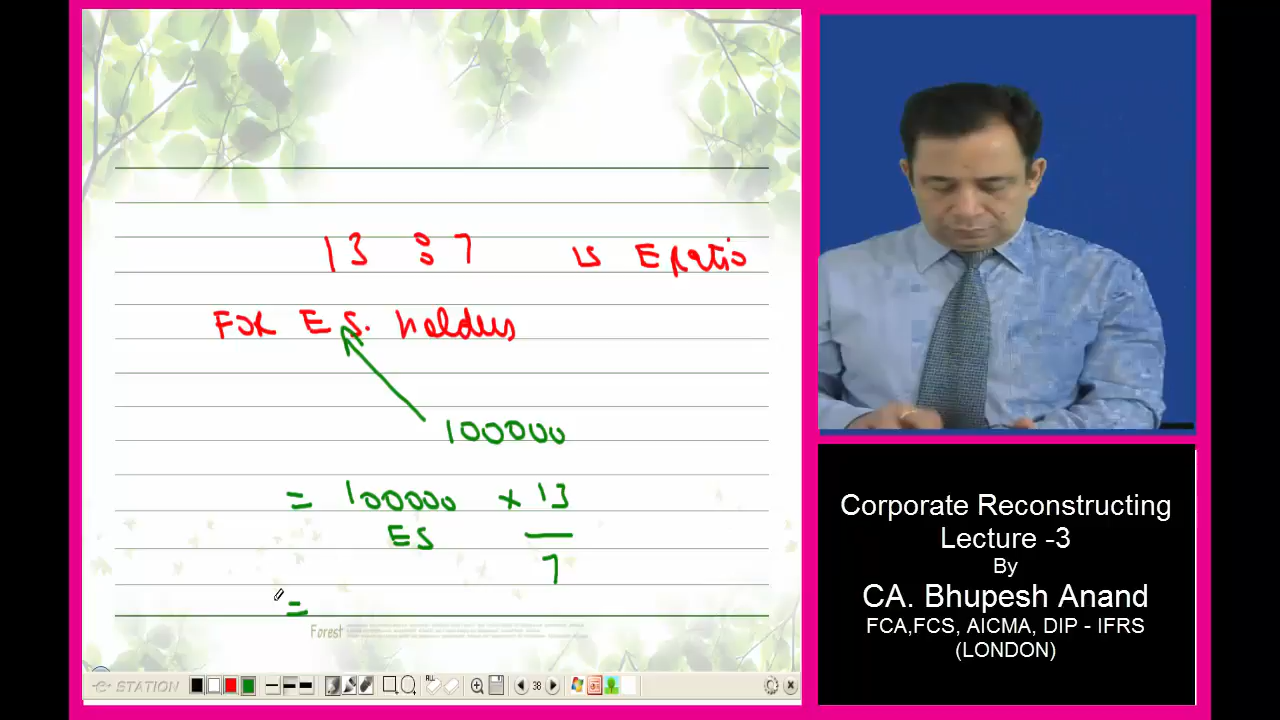 13 : 7 is E ratio
FOR E.S. holders
100000
= 100000 × 13
ES 7
=
Forest
e-STATION
38
Corporate Reconstructing
Lecture -3
By
CA. Bhupesh Anand
FCA,FCS, AICMA, DIP - IFRS
(LONDON)